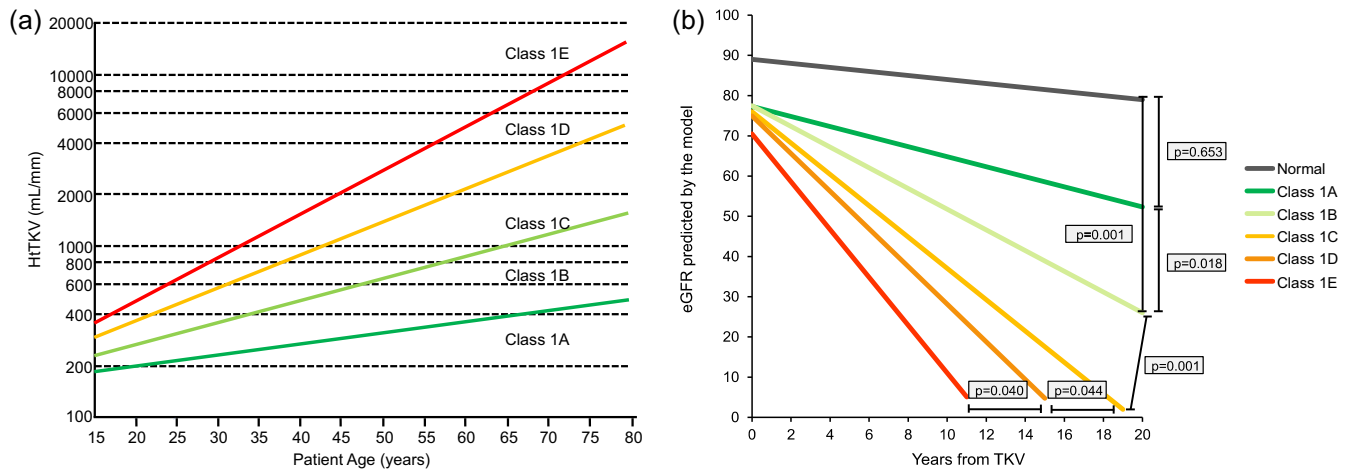 (a)
HtTKV (mL/mm)
20000
10000
8000
6000
4000
2000
1000
800
600
400
200
100
Class 1E
Class 1D
Class 1C
Class 1B
Class 1A
15 20 25 30 35 40 45 50 55 60 65 70 75 80
Patient Age (years)
(b)
eGFR predicted by the model
100
90
80
70
60
50
40
30
20
10
0
p=0.653
p=0.001
p=0.018
p=0.001
p=0.040
p=0.044
0 2 4 6 8 10 12 14 16 18 20
Years from TKV
Normal
Class 1A
Class 1B
Class 1C
Class 1D
Class 1E